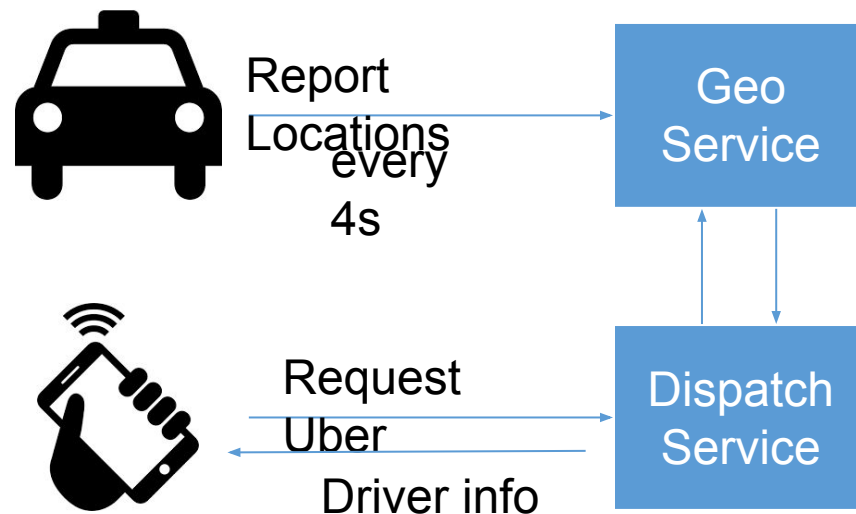 Report
Locations
every
4s
Geo
Service
Request
Uber
Driver info
Dispatch
Service